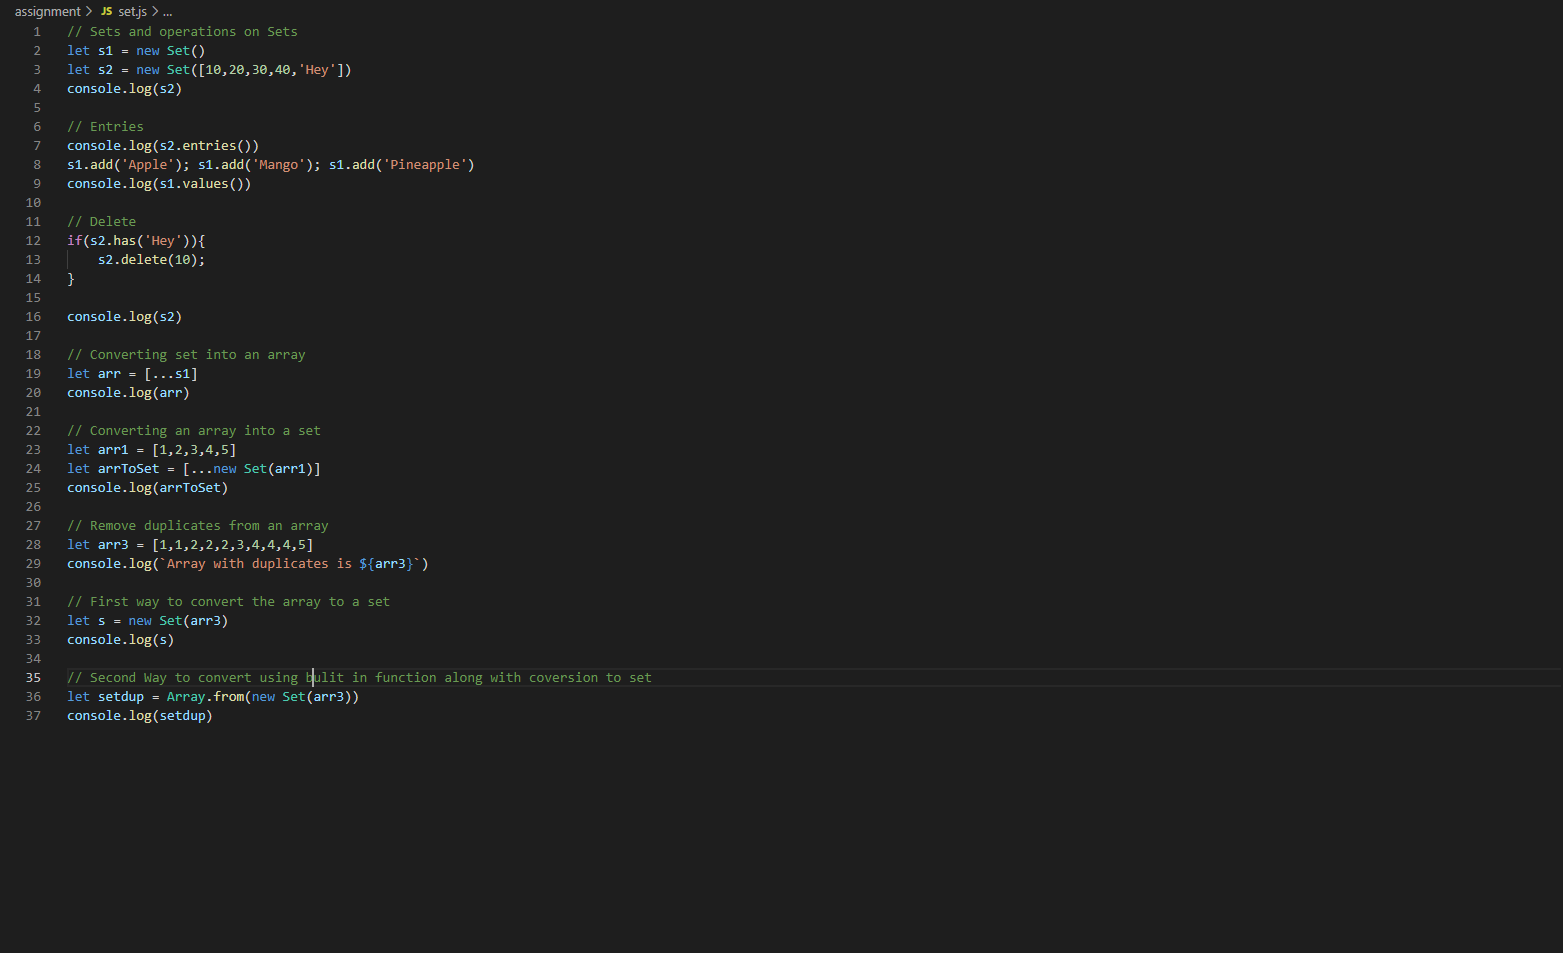 assignment > JS set.js > ...
1 // Sets and operations on Sets
2 let s1 = new Set()
3 let s2 = new Set([10,20,30,40,'Hey'])
4 console.log(s2)
5
6 // Entries
7 console.log(s2.entries())
8 s1.add('Apple'); s1.add('Mango'); s1.add('Pineapple')
9 console.log(s1.values())
10
11 // Delete
12 if(s2.has('Hey')){
13     s2.delete(10);
14 }
15
16 console.log(s2)
17
18 // Converting set into an array
19 let arr = [...s1]
20 console.log(arr)
21
22 // Converting an array into a set
23 let arr1 = [1,2,3,4,5]
24 let arrToSet = [...new Set(arr1)]
25 console.log(arrToSet)
26
27 // Remove duplicates from an array
28 let arr3 = [1,1,2,2,2,3,4,4,4,5]
29 console.log(`Array with duplicates is ${arr3}`)
30
31 // First way to convert the array to a set
32 let s = new Set(arr3)
33 console.log(s)
34
35 // Second Way to convert using bulit in function along with coversion to set
36 let setdup = Array.from(new Set(arr3))
37 console.log(setdup)